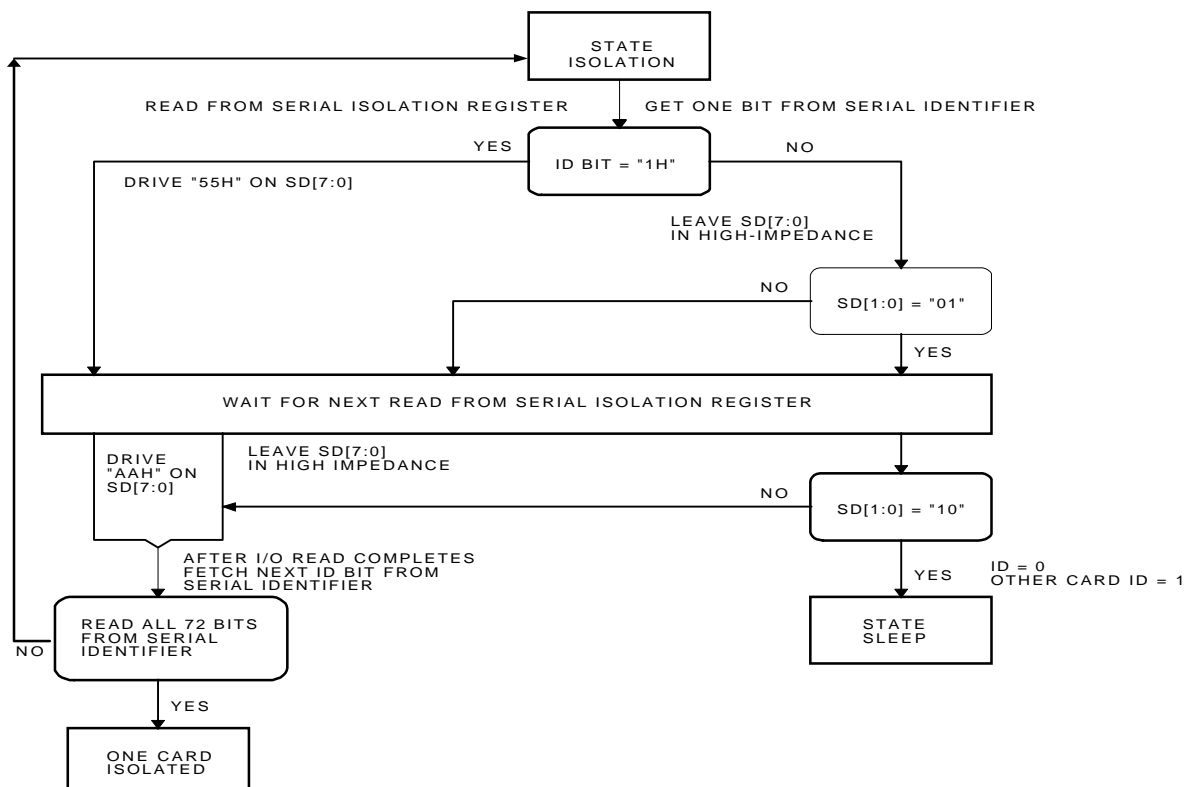 STATE
ISOLATION
READ FROM SERIAL ISOLATION REGISTER
GET ONE BIT FROM SERIAL IDENTIFIER
YES
ID BIT = "1H"
NO
DRIVE "55H" ON SD[7:0]
LEAVE SD[7:0]
IN HIGH-IMPEDANCE
NO
SD[1:0] = "01"
YES
WAIT FOR NEXT READ FROM SERIAL ISOLATION REGISTER
DRIVE
"AAH" ON
SD[7:0]
LEAVE SD[7:0]
IN HIGH IMPEDANCE
NO
SD[1:0] = "10"
AFTER I/O READ COMPLETES
FETCH NEXT ID BIT FROM
SERIAL IDENTIFIER
YES
ID = 0
OTHER CARD ID = 1
READ ALL 72 BITS
FROM SERIAL
IDENTIFIER
STATE
SLEEP
NO
YES
ONE CARD
ISOLATED